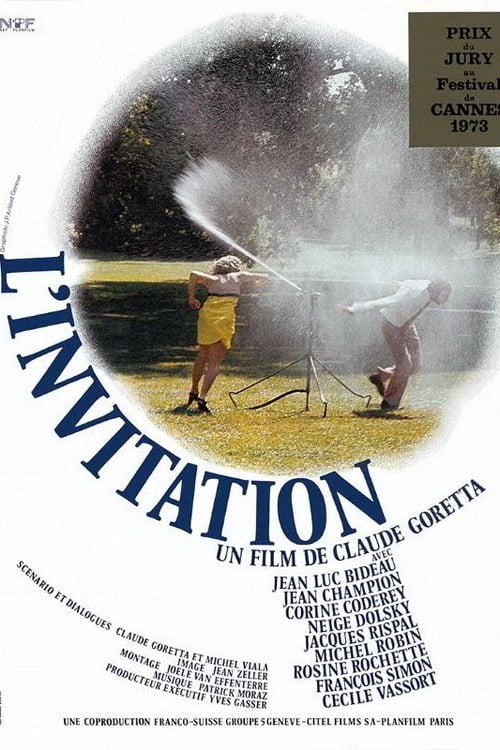 PRIX
du
JURY
au
Festival
de
CANNES
1973
L'INVITATION
UN FILM DE CLAUDE GORETTA
AVEC
JEAN LUC BIDEAU
JEAN CHAMPION
CORINE CODEREY
NEIGE DOLSKY
JACQUES RISPAL
MICHEL ROBIN
ROSINE ROCHETTE
FRANÇOIS SIMON
CECILE VASSORT
SCENARIO ET DIALOGUES CLAUDE GORETTA ET MICHEL VIALA
IMAGE JEAN ZELLER
MONTAGE JOELE VAN EFFENTERRE
MUSIQUE PATRICK MORAZ
PRODUCTEUR EXECUTIF YVES GASSER
UNE COPRODUCTION FRANCO-SUISSE GROUPE 5 GENEVE-CITEL FILMS SA-PLANFILM PARIS